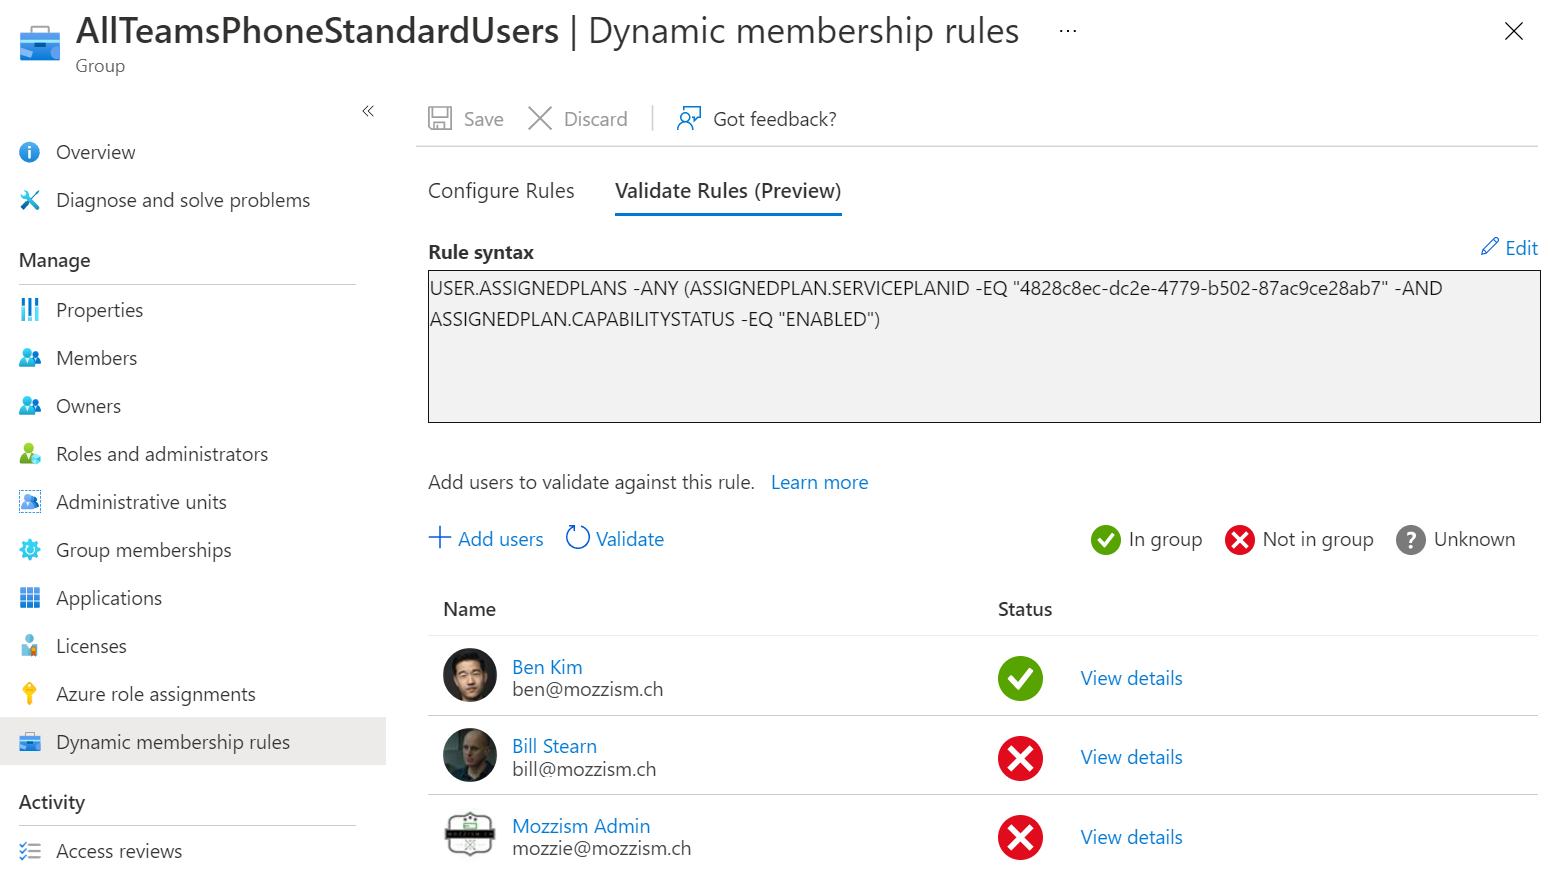 AllTeamsPhoneStandardUsers | Dynamic membership rules ...
Group
«
Overview
Diagnose and solve problems
Manage
Properties
Members
Owners
Roles and administrators
Administrative units
Group memberships
Applications
Licenses
Azure role assignments
Dynamic membership rules
Activity
Access reviews
Save Discard Got feedback?
Configure Rules Validate Rules (Preview)
Rule syntax Edit
USER.ASSIGNEDPLANS -ANY (ASSIGNEDPLAN.SERVICEPLANID -EQ "4828c8ec-dc2e-4779-b502-87ac9ce28ab7" -AND
ASSIGNEDPLAN.CAPABILITYSTATUS -EQ "ENABLED")
Add users to validate against this rule. Learn more
Add users Validate In group Not in group ? Unknown
Name Status
Ben Kim
ben@mozzism.ch
View details
Bill Stearn
bill@mozzism.ch
View details
Mozzism Admin
mozzie@mozzism.ch
View details